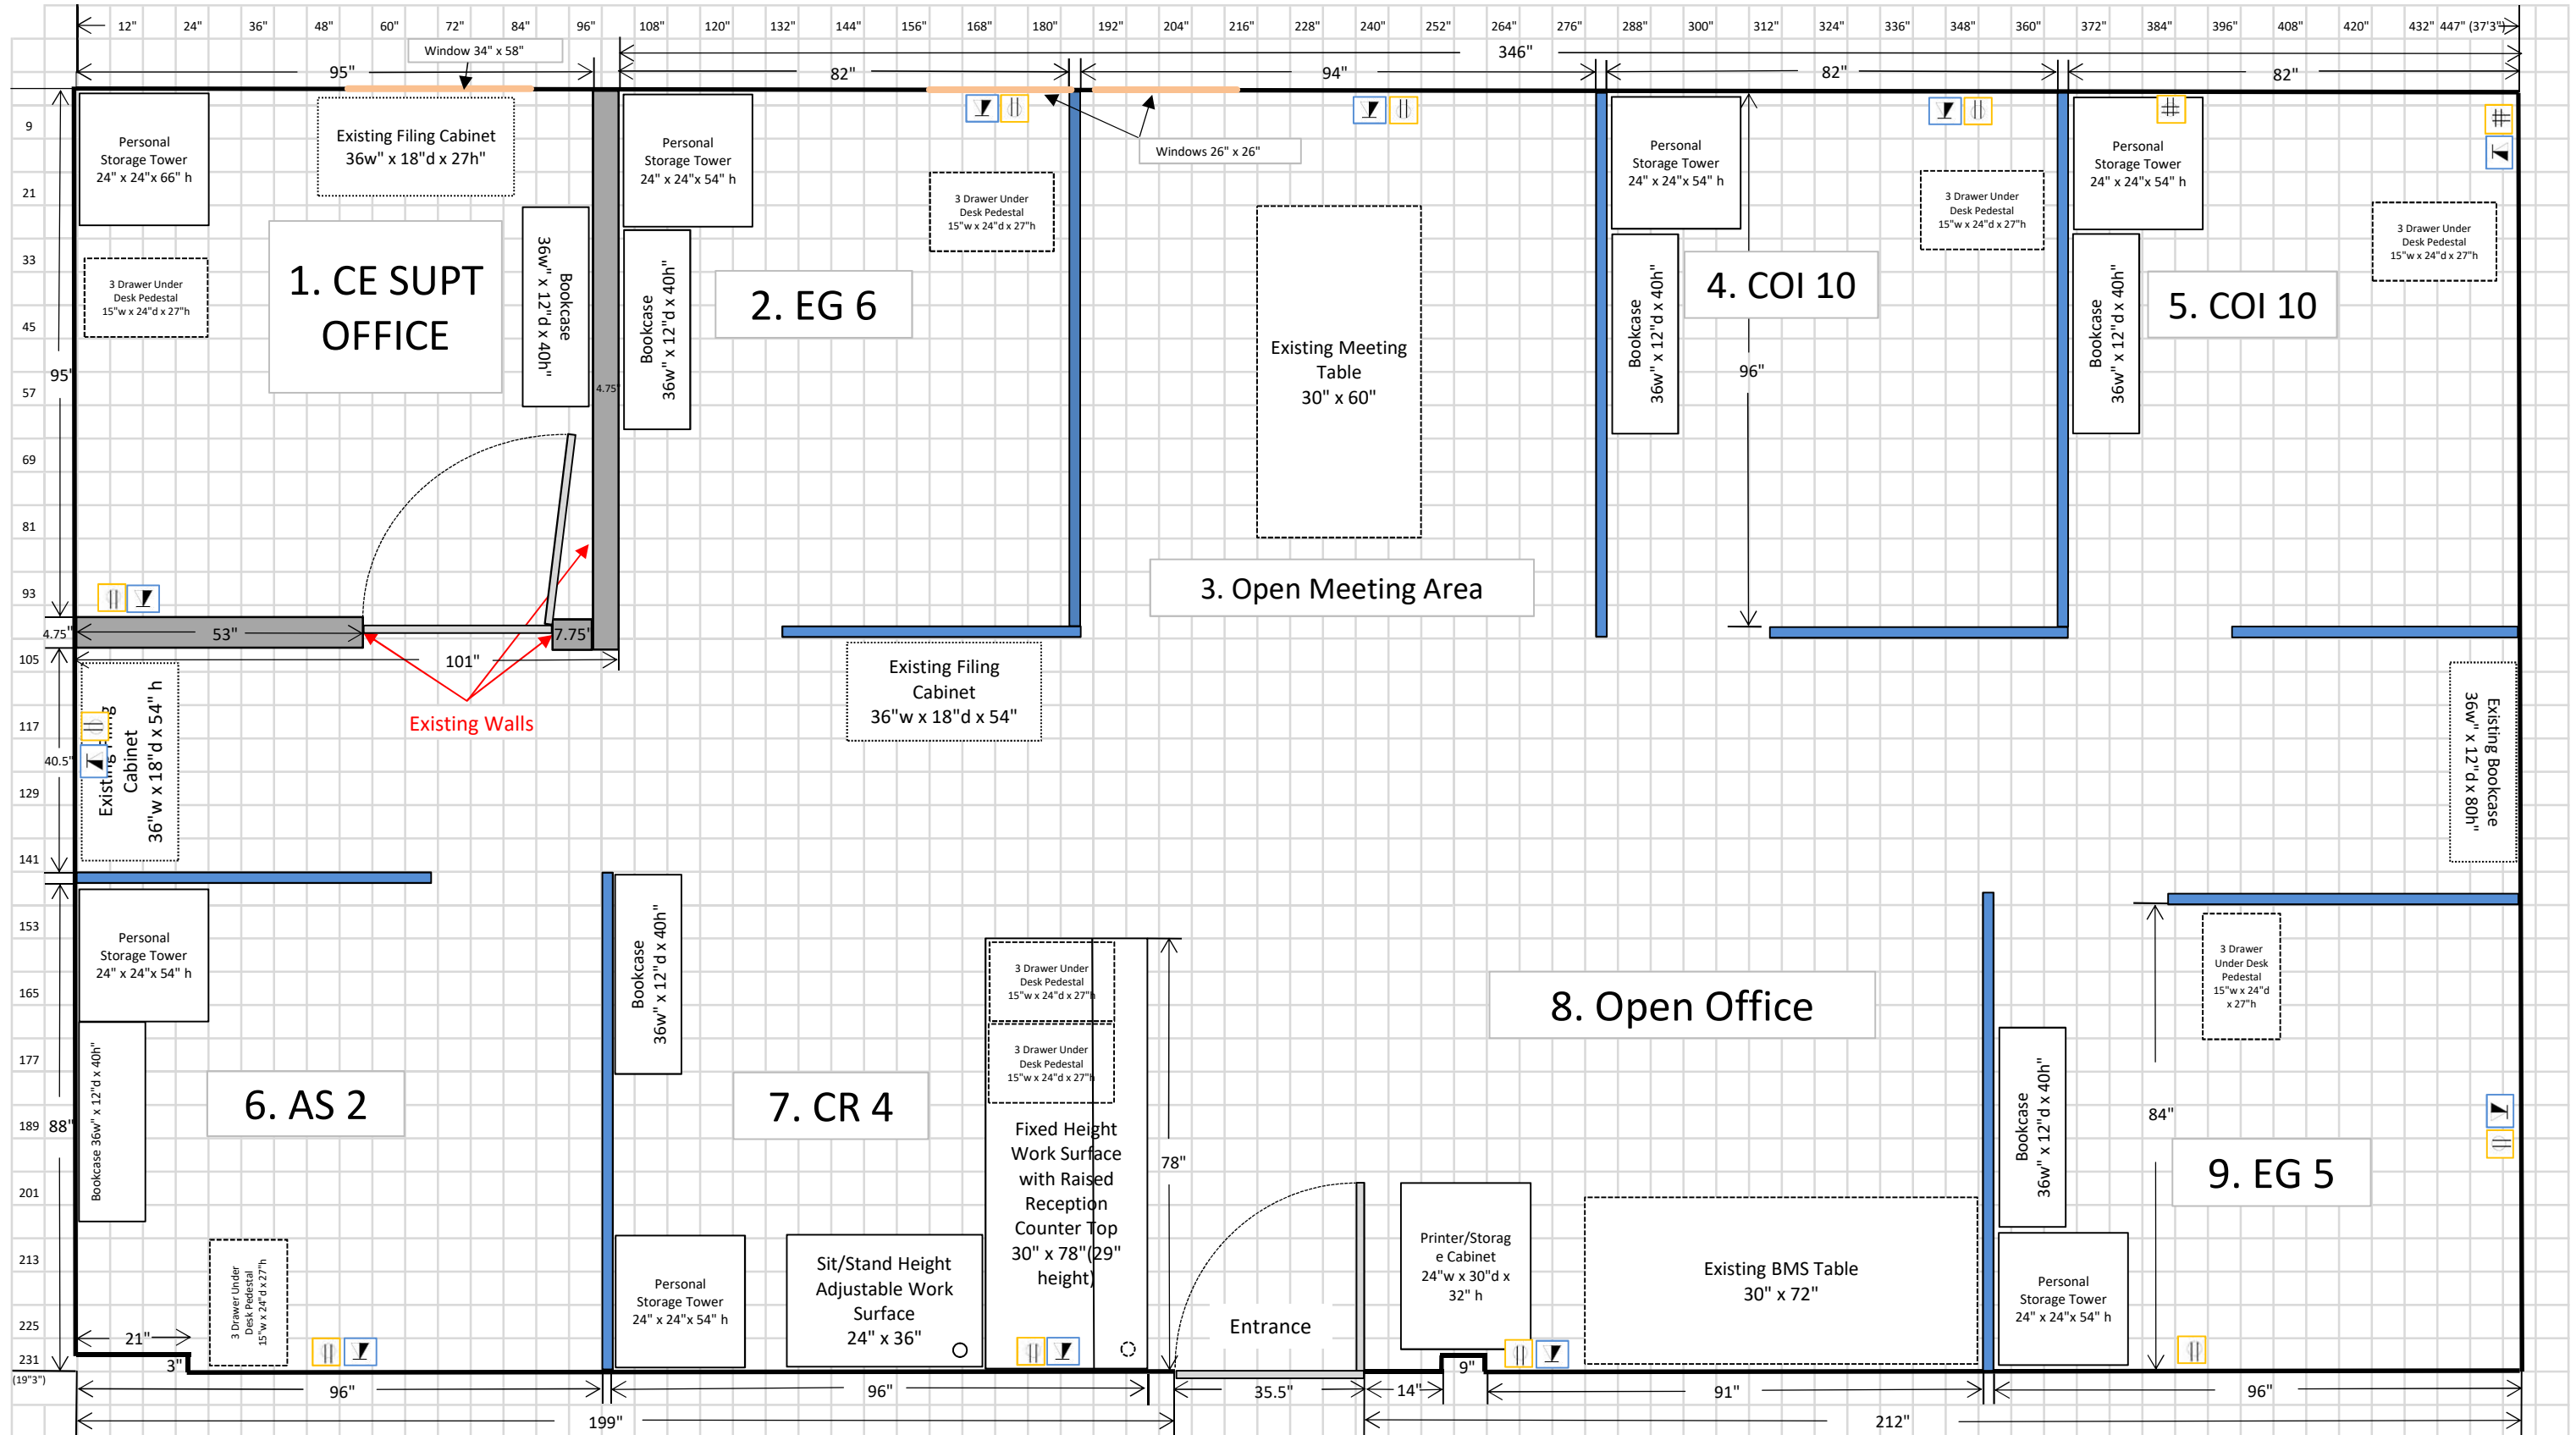 12" 24" 36" 48" 60" 72" 84" 96" 108" 120" 132" 144" 156" 168" 180" 192" 204" 216" 228" 240" 252" 264" 276" 288" 300" 312" 324" 336" 348" 360" 372" 384" 396" 408" 420" 432" 447" (37'3")
Window 34" x 58"
346"
95"
82"
94"
82"
82"
9
21
33
45
57
69
81
93
105
117
129
141
153
165
177
189
201
213
225
231
(19"3")
95"
4.75"
40.5"
88"
Personal
Storage Tower
24" x 24"x 66" h
Existing Filing Cabinet
36w" x 18"d x 27h"
3 Drawer Under
Desk Pedestal
15"w x 24"d x 27"h
1. CE SUPT
OFFICE
Bookcase
36w" x 12"d x 40h"
4.75"
53"
7.75'
101"
Existing Walls
Personal
Storage Tower
24" x 24"x 54" h
Bookcase
36w" x 12"d x 40h"
2. EG 6
3 Drawer Under
Desk Pedestal
15"w x 24"d x 27"h
Windows 26" x 26"
Existing Filing
Cabinet
36"w x 18"d x 54"
Existing Meeting
Table
30" x 60"
3. Open Meeting Area
Personal
Storage Tower
24" x 24"x 54" h
Bookcase
36w" x 12"d x 40h"
4. COI 10
96"
3 Drawer Under
Desk Pedestal
15"w x 24"d x 27"h
Personal
Storage Tower
24" x 24"x 54" h
Bookcase
36w" x 12"d x 40h"
5. COI 10
3 Drawer Under
Desk Pedestal
15"w x 24"d x 27"h
Existing Filing
Cabinet
36"w x 18"d x 54" h
Existing Bookcase
36w" x 12"d x 80h"
Personal
Storage Tower
24" x 24"x 54" h
Bookcase 36w" x 12"d x 40h"
6. AS 2
3 Drawer Under
Desk Pedestal
15"w x 24"d x 27"h
21"
3"
Bookcase
36w" x 12"d x 40h"
7. CR 4
Personal
Storage Tower
24" x 24"x 54" h
Sit/Stand Height
Adjustable Work
Surface
24" x 36"
3 Drawer Under
Desk Pedestal
15"w x 24"d x 27"h
3 Drawer Under
Desk Pedestal
15"w x 24"d x 27"h
Fixed Height
Work Surface
with Raised
Reception
Counter Top
30" x 78"(29"
height)
78"
Entrance
8. Open Office
Printer/Storag
e Cabinet
24"w x 30"d x
32" h
Existing BMS Table
30" x 72"
3 Drawer
Under Desk
Pedestal
15"w x 24"d
x 27"h
Bookcase
36w" x 12"d x 40h"
84"
9. EG 5
Personal
Storage Tower
24" x 24"x 54" h
96"
96"
35.5"
14"
9"
91"
96"
199"
212"